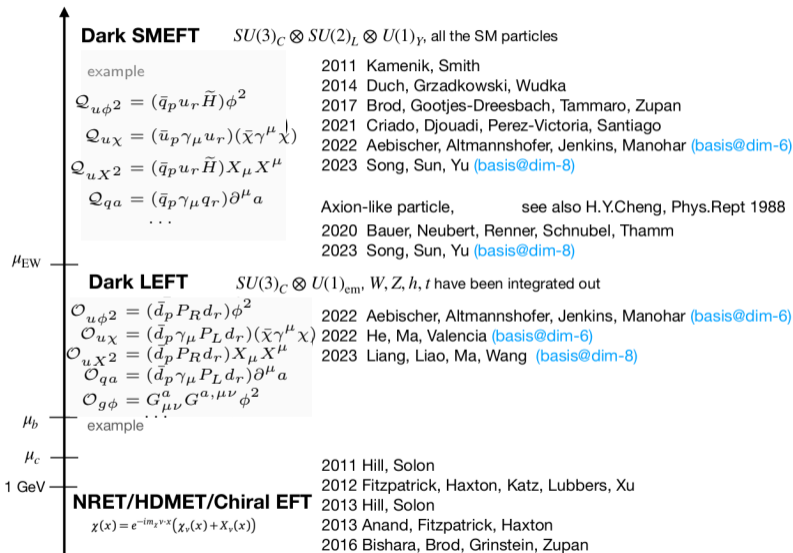 Dark SMEFT SU(3)_C ⊗ SU(2)_L ⊗ U(1)_Y, all the SM particles
example
𝒬_{uϕ²} = (q̄_p u_r H̃)ϕ²
𝒬_{uχ} = (ū_p γ_μ u_r)(χ̄γ^μ χ)
𝒬_{uX²} = (q̄_p u_r H̃)X_μ X^μ
𝒬_{qa} = (q̄_p γ_μ q_r)∂^μ a
···
2011 Kamenik, Smith
2014 Duch, Grzadkowski, Wudka
2017 Brod, Gootjes-Dreesbach, Tammaro, Zupan
2021 Criado, Djouadi, Perez-Victoria, Santiago
2022 Aebischer, Altmannshofer, Jenkins, Manohar (basis@dim-6)
2023 Song, Sun, Yu (basis@dim-8)
Axion-like particle, see also H.Y.Cheng, Phys.Rept 1988
2020 Bauer, Neubert, Renner, Schnubel, Thamm
2023 Song, Sun, Yu (basis@dim-8)
μ_EW
Dark LEFT SU(3)_C ⊗ U(1)_em, W, Z, h, t have been integrated out
𝒪_{uϕ²} = (d̄_p P_R d_r)ϕ²
𝒪_{uχ} = (d̄_p γ_μ P_L d_r)(χ̄γ^μ χ)
𝒪_{uX²} = (d̄_p P_R d_r)X_μ X^μ
𝒪_{qa} = (d̄_p γ_μ P_L d_r)∂^μ a
𝒪_{gϕ} = G^a_{μν} G^{a,μν} ϕ²
···
example
2022 Aebischer, Altmannshofer, Jenkins, Manohar (basis@dim-6)
2022 He, Ma, Valencia (basis@dim-6)
2023 Liang, Liao, Ma, Wang (basis@dim-8)
μ_b
μ_c
1 GeV
NRET/HDMET/Chiral EFT
χ(x) = e^{-im_χ v·x}(χ_v(x) + X_v(x))
2011 Hill, Solon
2012 Fitzpatrick, Haxton, Katz, Lubbers, Xu
2013 Hill, Solon
2013 Anand, Fitzpatrick, Haxton
2016 Bishara, Brod, Grinstein, Zupan